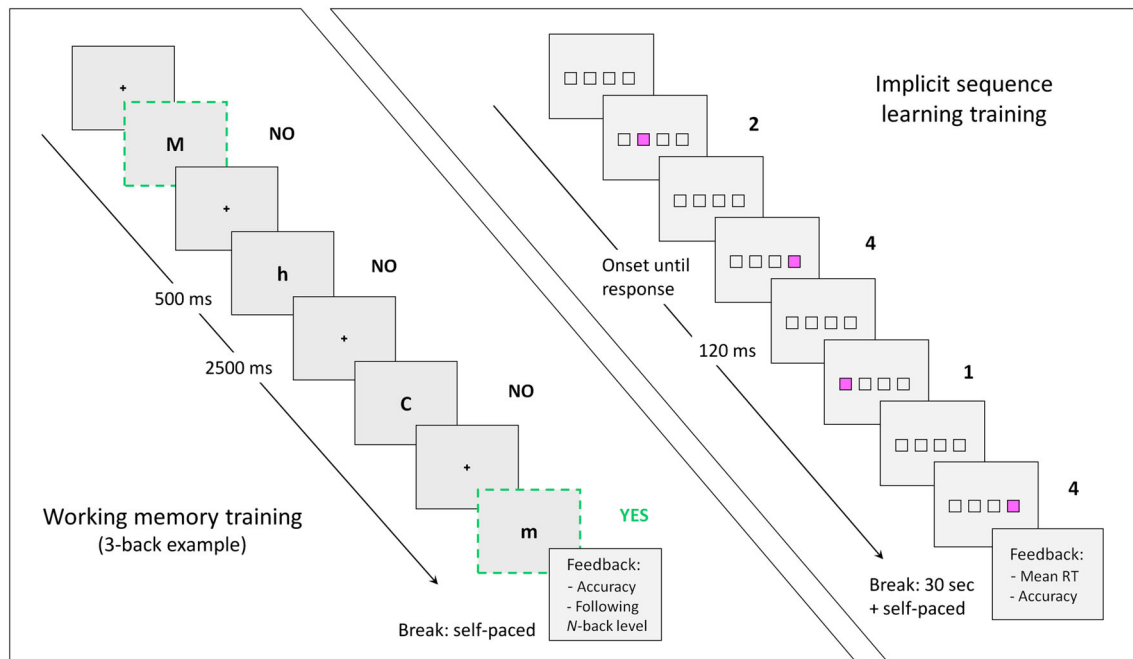 +
M
NO
+
h
NO
500 ms
+
2500 ms
C
NO
+
m
YES
Working memory training
(3-back example)
Feedback:
- Accuracy
- Following
N-back level
Break: self-paced
Implicit sequence
learning training
2
4
Onset until
response
120 ms
1
4
Feedback:
- Mean RT
- Accuracy
Break: 30 sec
+ self-paced